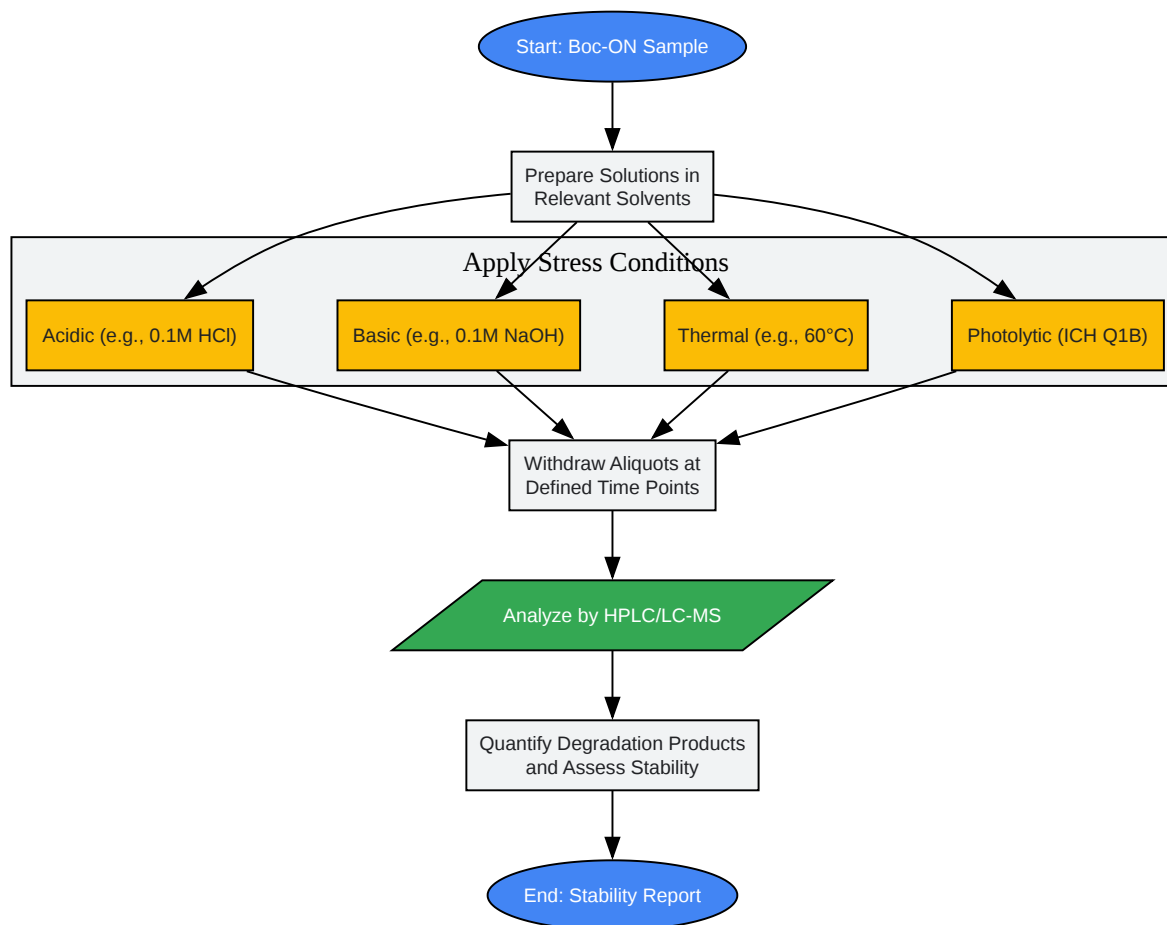 Start: Boc-ON Sample
Prepare Solutions in
Relevant Solvents
Apply Stress Conditions
Acidic (e.g., 0.1M HCl)
Basic (e.g., 0.1M NaOH)
Thermal (e.g., 60°C)
Photolytic (ICH Q1B)
Withdraw Aliquots at
Defined Time Points
Analyze by HPLC/LC-MS
Quantify Degradation Products
and Assess Stability
End: Stability Report